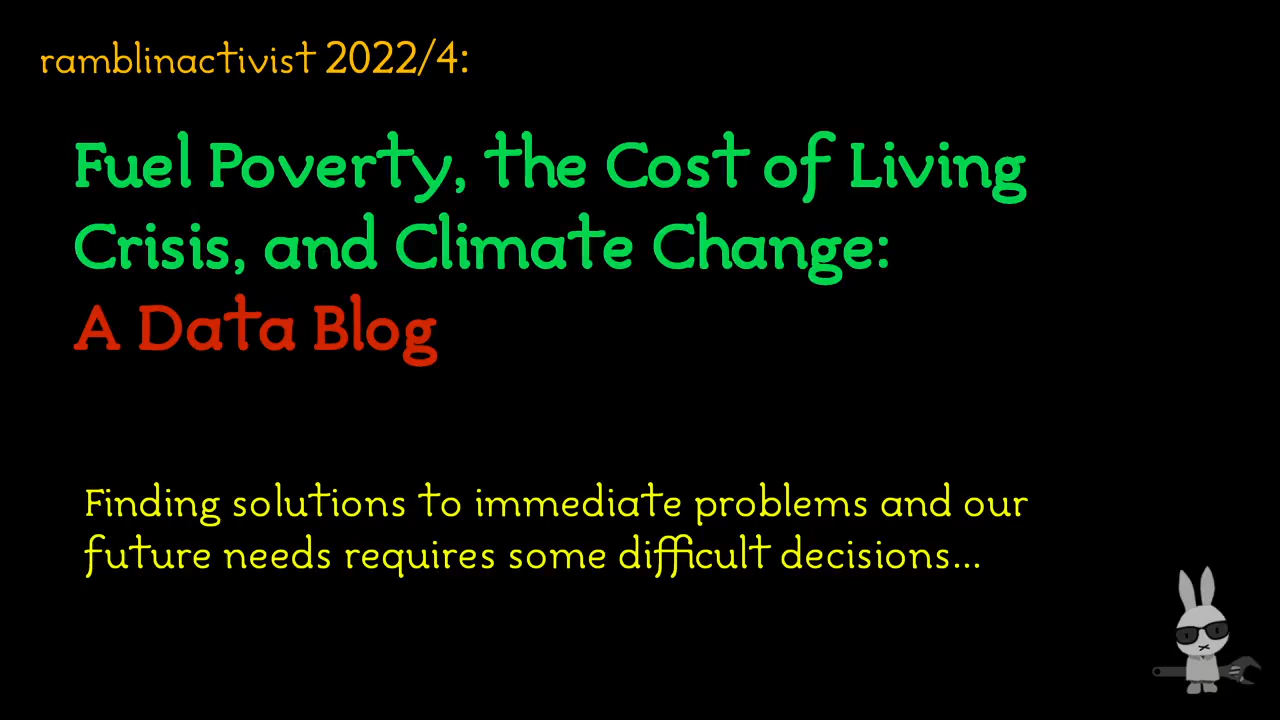 ramblinactivist 2022/4:
Fuel Poverty, the Cost of Living
Crisis, and Climate Change:
A Data Blog
Finding solutions to immediate problems and our
future needs requires some difficult decisions...